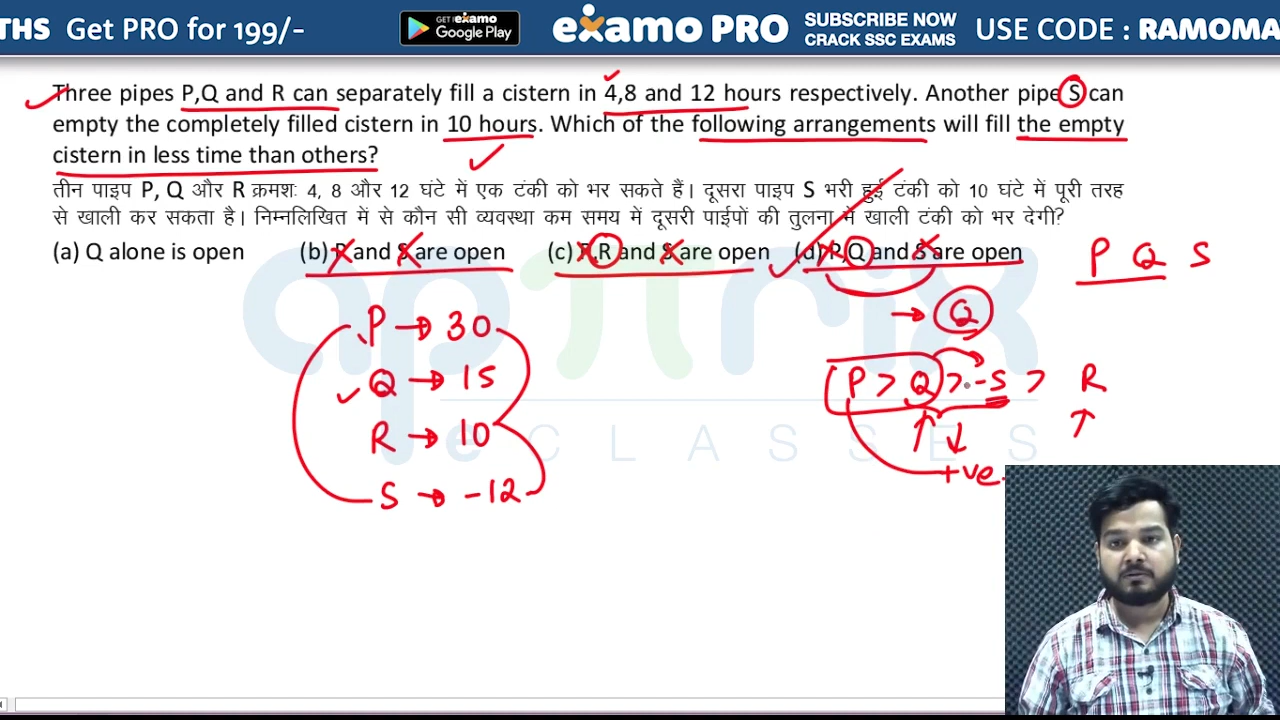 THS Get PRO for 199/- GET IT ON examo Google Play examo PRO SUBSCRIBE NOW CRACK SSC EXAMS USE CODE : RAMOMA
Three pipes P,Q and R can separately fill a cistern in 4,8 and 12 hours respectively. Another pipe S can
empty the completely filled cistern in 10 hours. Which of the following arrangements will fill the empty
cistern in less time than others?
तीन पाइप P, Q और R क्रमशः 4, 8 और 12 घंटे में एक टंकी को भर सकते हैं। दूसरा पाइप S भरी हुई टंकी को 10 घंटे में पूरी तरह
से खाली कर सकता है। निम्नलिखित में से कौन सी व्यवस्था कम समय में दूसरी पाईपों की तुलना में खाली टंकी को भर देगी?
(a) Q alone is open (b) and S are open (c) P,R and S are open (d) P,Q and S are open P Q S
→ Q
P → 30
Q → 15
P > Q > -S > R
R → 10
+ve
S → -12
apttrix
e CLASSES